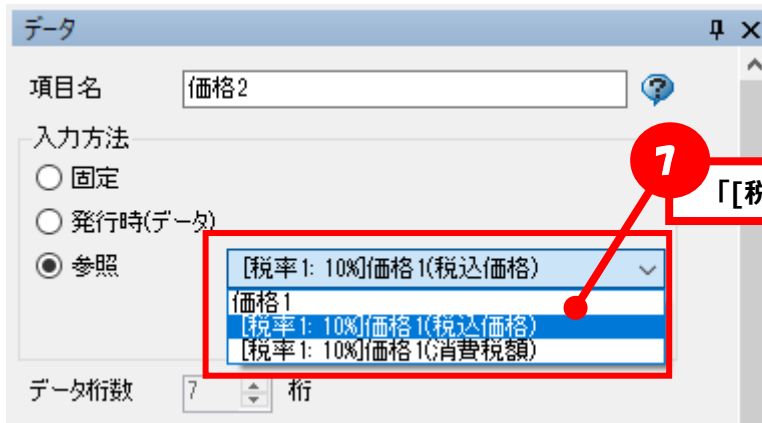 データ
項目名 価格2
入力方法
固定
発行時(データ)
参照 [税率1: 10%]価格1(税込価格)
価格1
[税率1: 10%]価格1(税込価格)
[税率1: 10%]価格1(消費税額)
データ桁数 7 桁
1
「[税